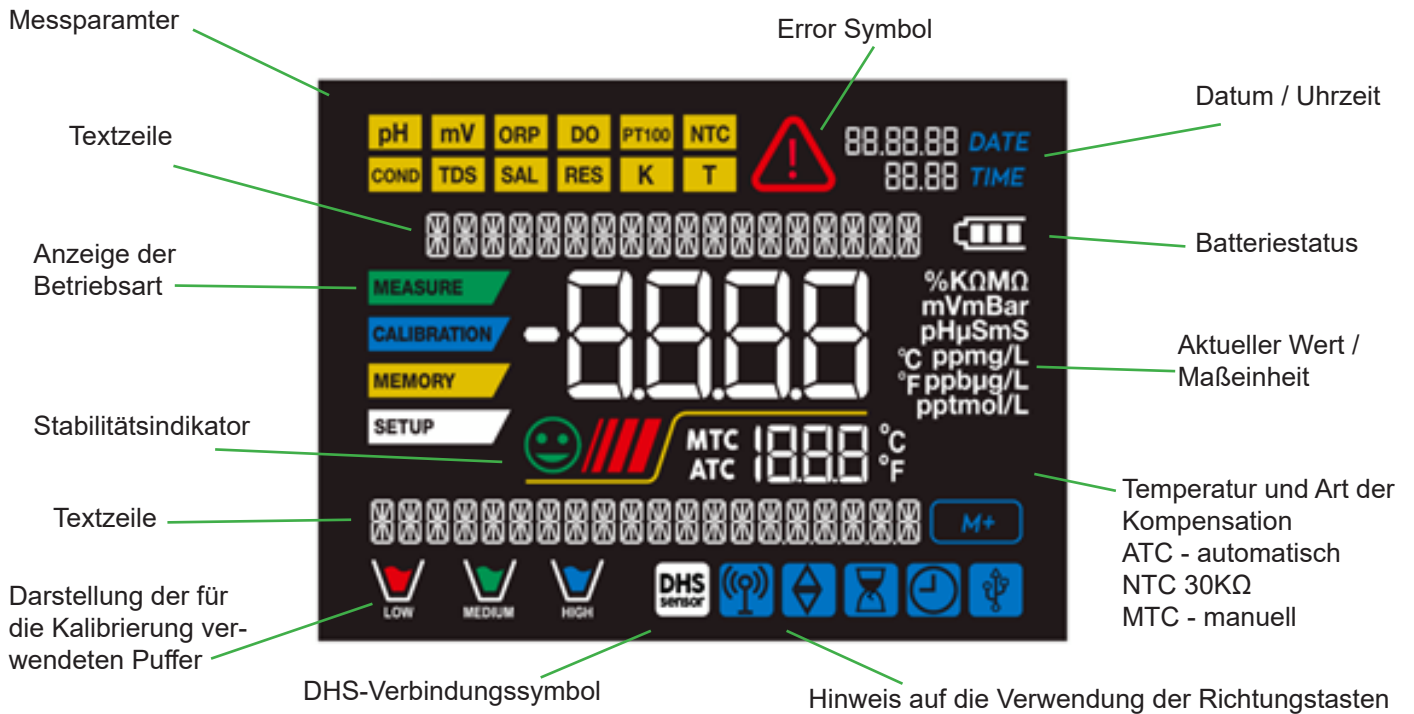 Messparamter
Error Symbol
Datum / Uhrzeit
Textzeile
pH mV ORP DO PT100 NTC
COND TDS SAL RES K T
88.88.88 DATE
88.88 TIME
Anzeige der
Betriebsart
Batteriestatus
MEASURE
CALIBRATION
MEMORY
SETUP
-8.8.8.8
%KΩMΩ
mVmBar
pHµSmS
°C ppmg/L
°F ppbµg/L
pptmol/L
Aktueller Wert /
Maßeinheit
Stabilitätsindikator
MTC
ATC
188.8
°C
°F
Textzeile
M+
Temperatur und Art der
Kompensation
ATC - automatisch
NTC 30KΩ
MTC - manuell
LOW MEDIUM HIGH
DHS
sensor
Darstellung der für
die Kalibrierung ver-
wendeten Puffer
DHS-Verbindungssymbol
Hinweis auf die Verwendung der Richtungstasten